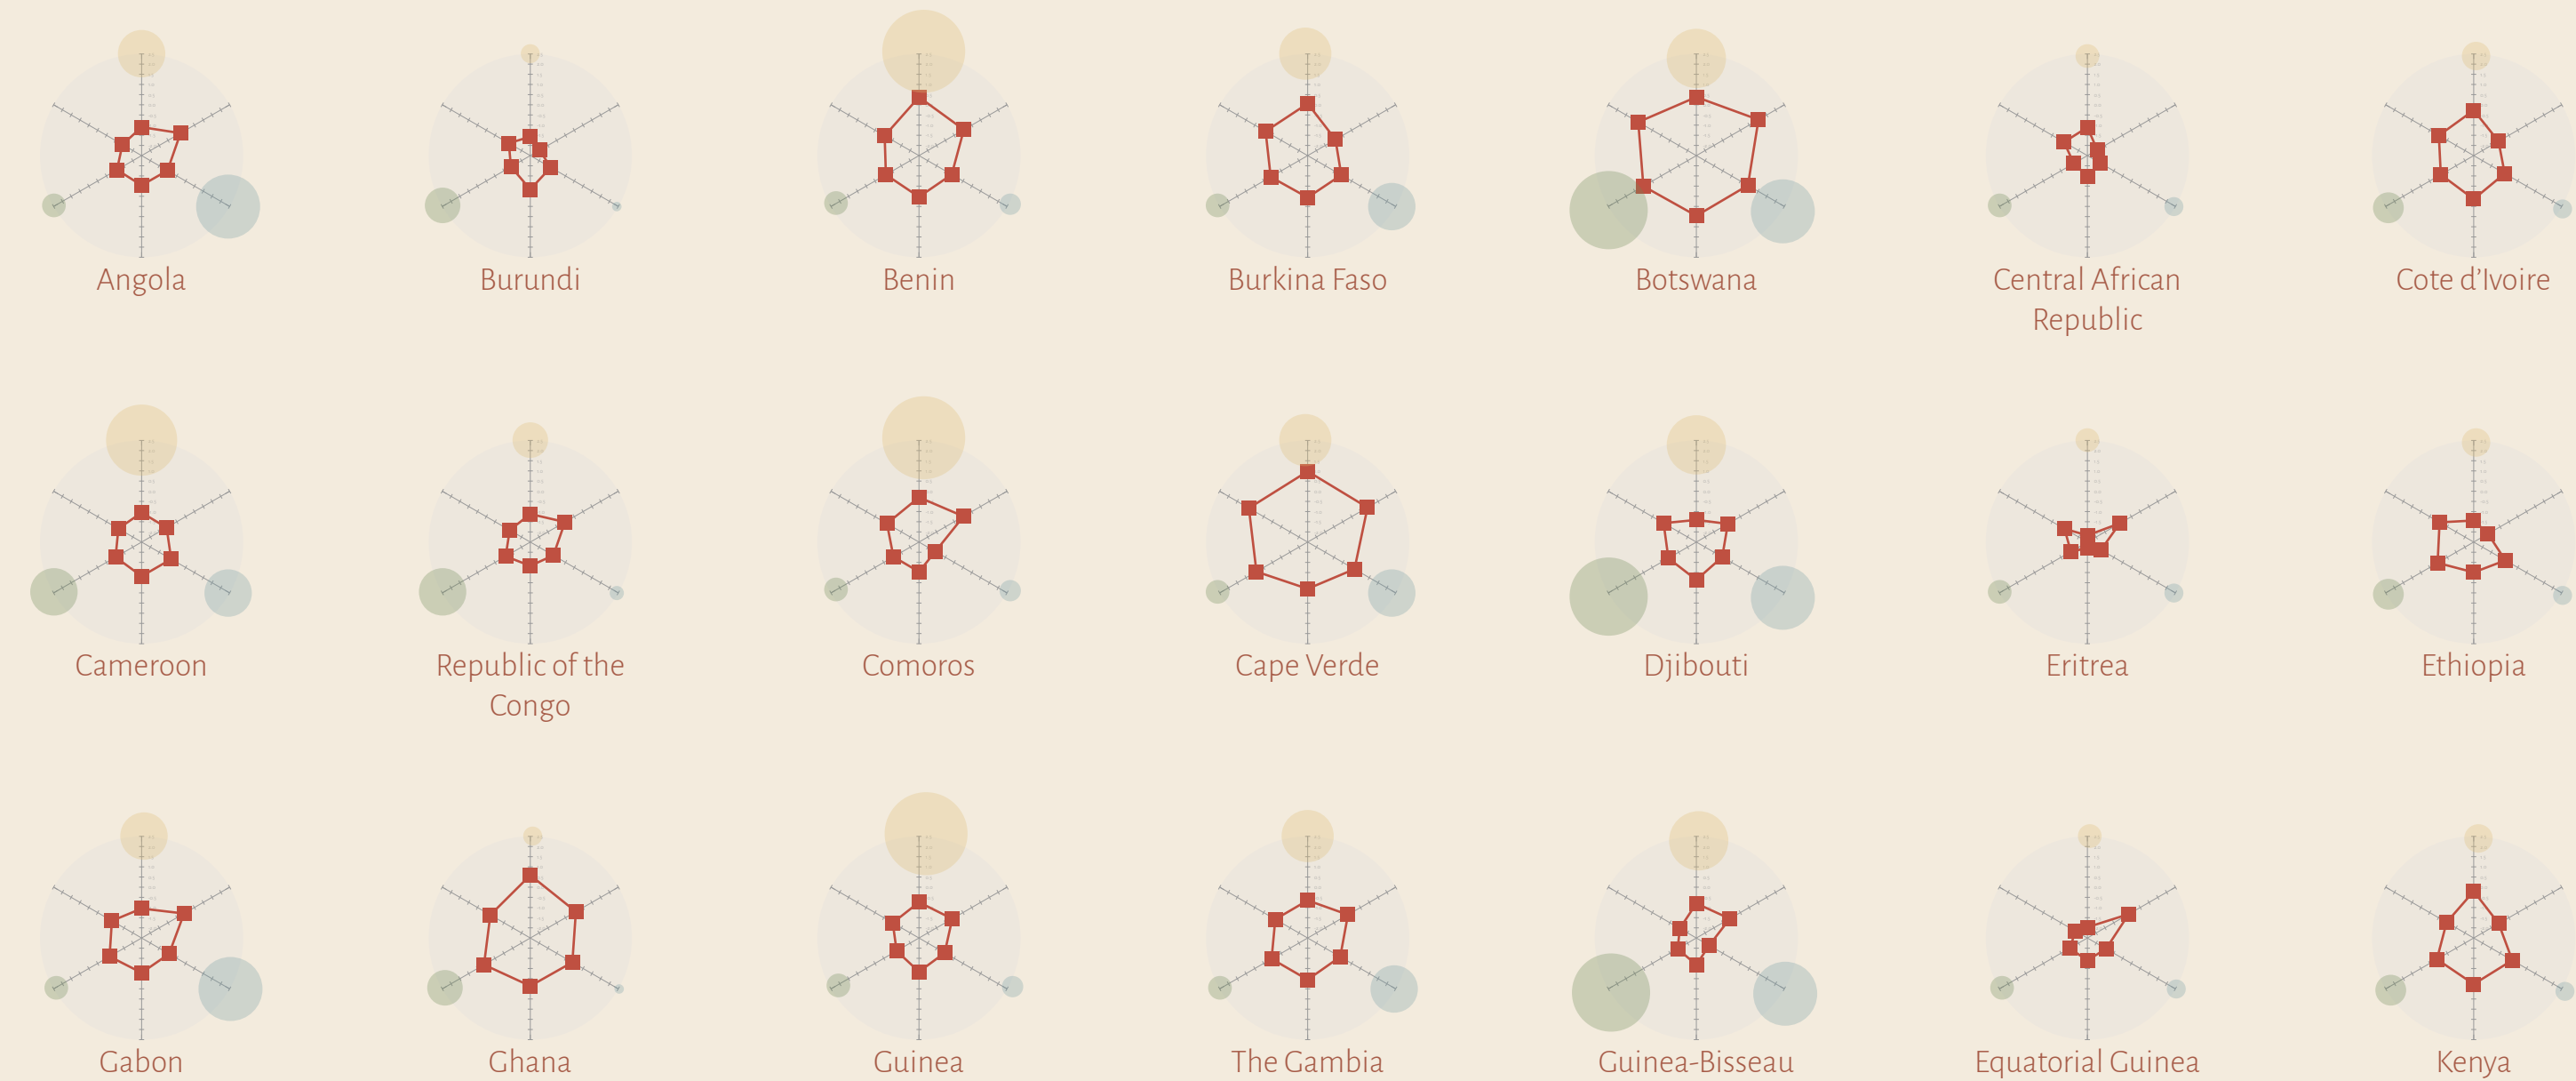 Angola
Burundi
Benin
Burkina Faso
Botswana
Central African
Republic
Cote d’Ivoire
Cameroon
Republic of the
Congo
Comoros
Cape Verde
Djibouti
Eritrea
Ethiopia
Gabon
Ghana
Guinea
The Gambia
Guinea-Bisseau
Equatorial Guinea
Kenya